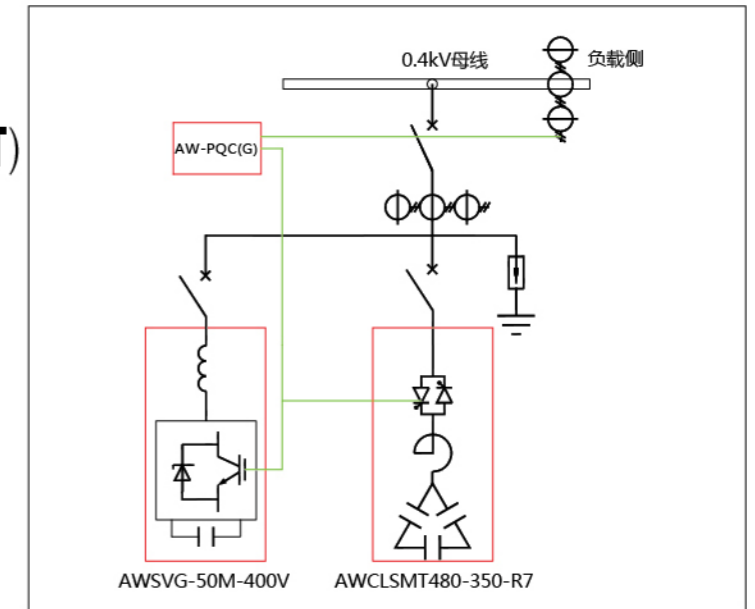 0.4kV母线
负载侧
T)
AW-PQC(G)
AWSVG-50M-400V
AWCLSMT480-350-R7